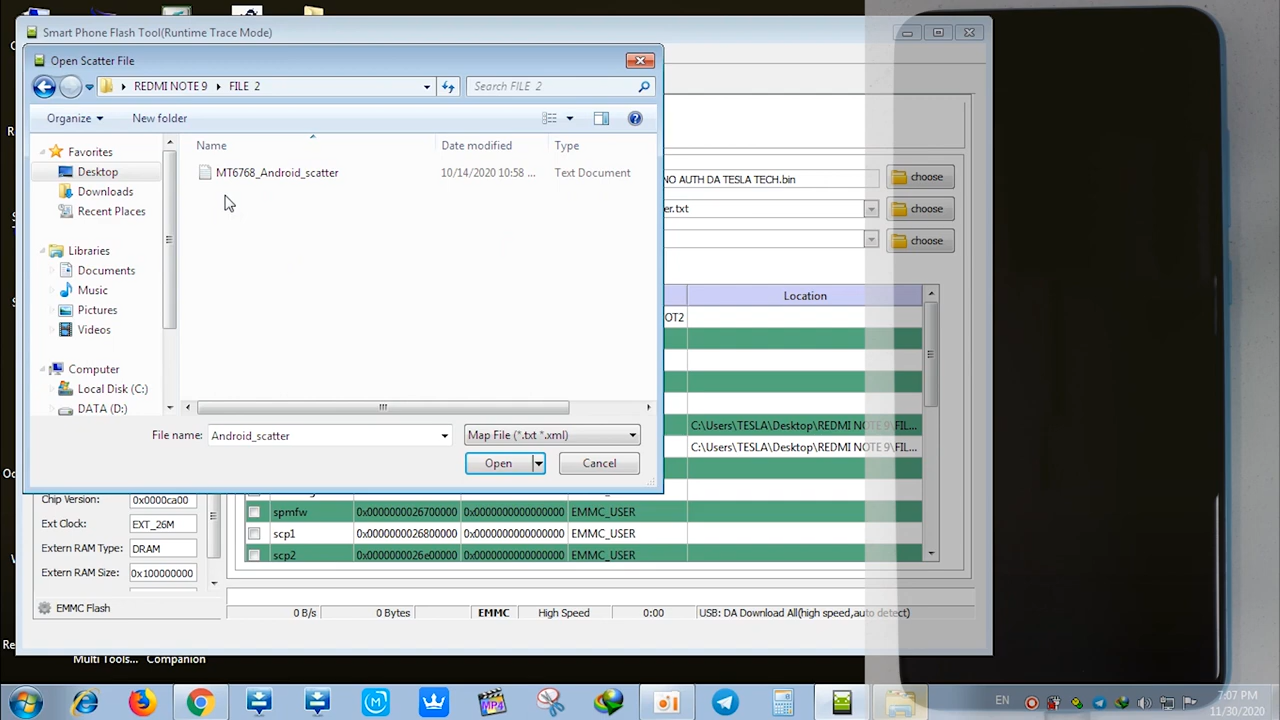 Smart Phone Flash Tool(Runtime Trace Mode)
Open Scatter File
REDMI NOTE 9 FILE 2
Search FILE 2
Organize
New folder
Name
Date modified
Type
Favorites
Desktop
Downloads
Recent Places
Libraries
Documents
Music
Pictures
Videos
Computer
Local Disk (C:)
DATA (D:)
MT6768_Android_scatter
10/14/2020 10:58 ...
Text Document
File name:
Android_scatter
Map File (*.txt *.xml)
Open
Cancel
NO AUTH DA TESLA TECH.bin
choose
er.txt
choose
choose
Location
OT2
C:\Users\TESLA\Desktop\REDMI NOTE 9\FIL...
C:\Users\TESLA\Desktop\REDMI NOTE 9\FIL...
Chip Version:
0x0000ca00
Ext Clock:
EXT_26M
Extern RAM Type:
DRAM
Extern RAM Size:
0x100000000
EMMC Flash
spmfw 0x0000000026700000 0x0000000000000000 EMMC_USER
scp1 0x0000000026800000 0x0000000000000000 EMMC_USER
scp2 0x0000000026e00000 0x0000000000000000 EMMC_USER
0 B/s
0 Bytes
EMMC
High Speed
0:00
USB: DA Download All(high speed,auto detect)
Multi Tools...
Companion
MP4
EN
7:07 PM
11/30/2020